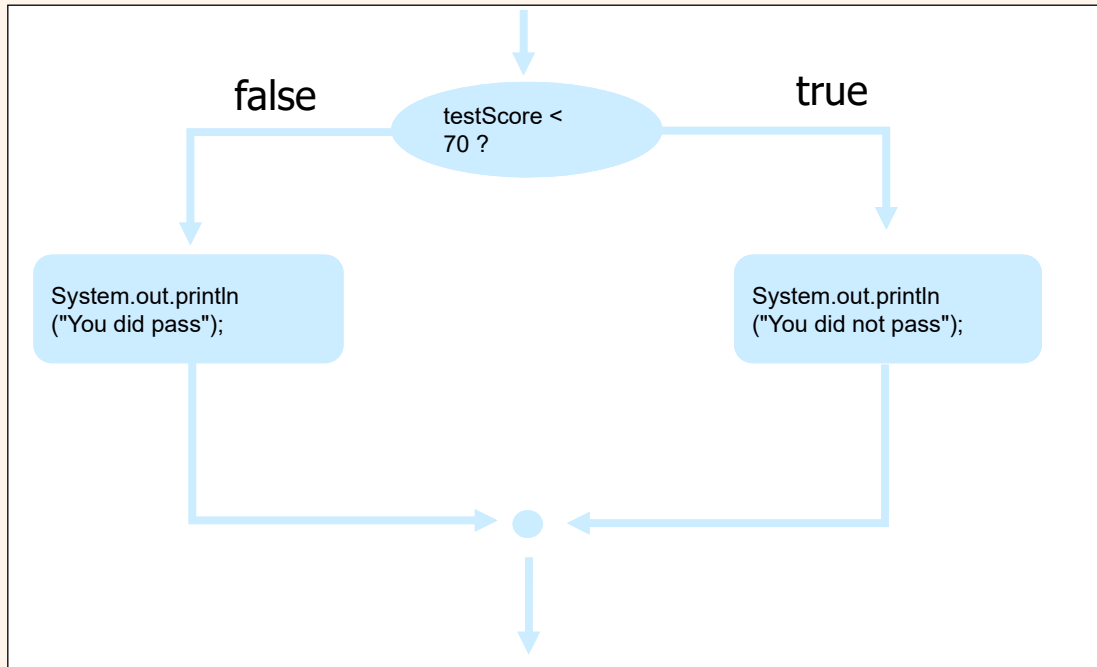 false
true
testScore <
70 ?
System.out.println
("You did pass");
System.out.println
("You did not pass");